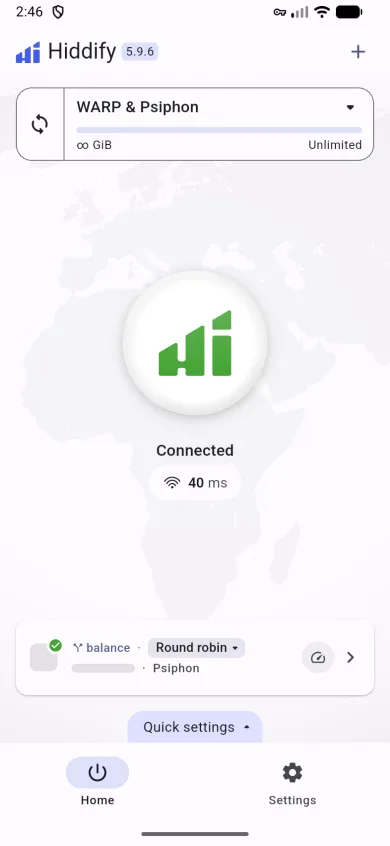 2:46
Hiddify 5.9.6
WARP & Psiphon
∞ GiB Unlimited
Connected
40 ms
balance · Round robin
· Psiphon
Quick settings
Home Settings